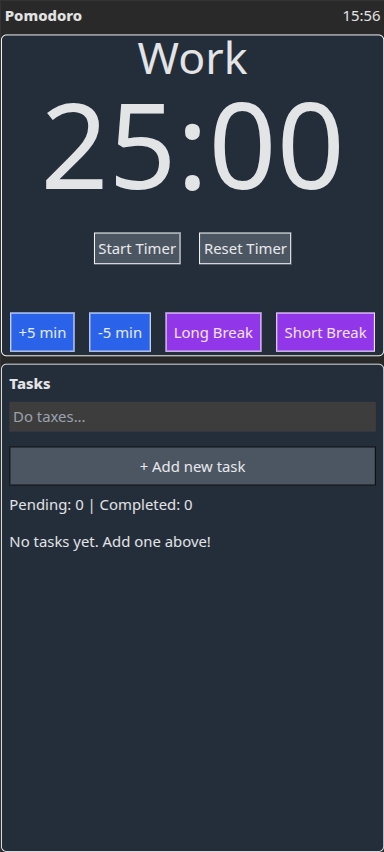 Pomodoro 15:56
Work
25:00
Start Timer Reset Timer
+5 min -5 min Long Break Short Break
Tasks
Do taxes...
+ Add new task
Pending: 0 | Completed: 0
No tasks yet. Add one above!